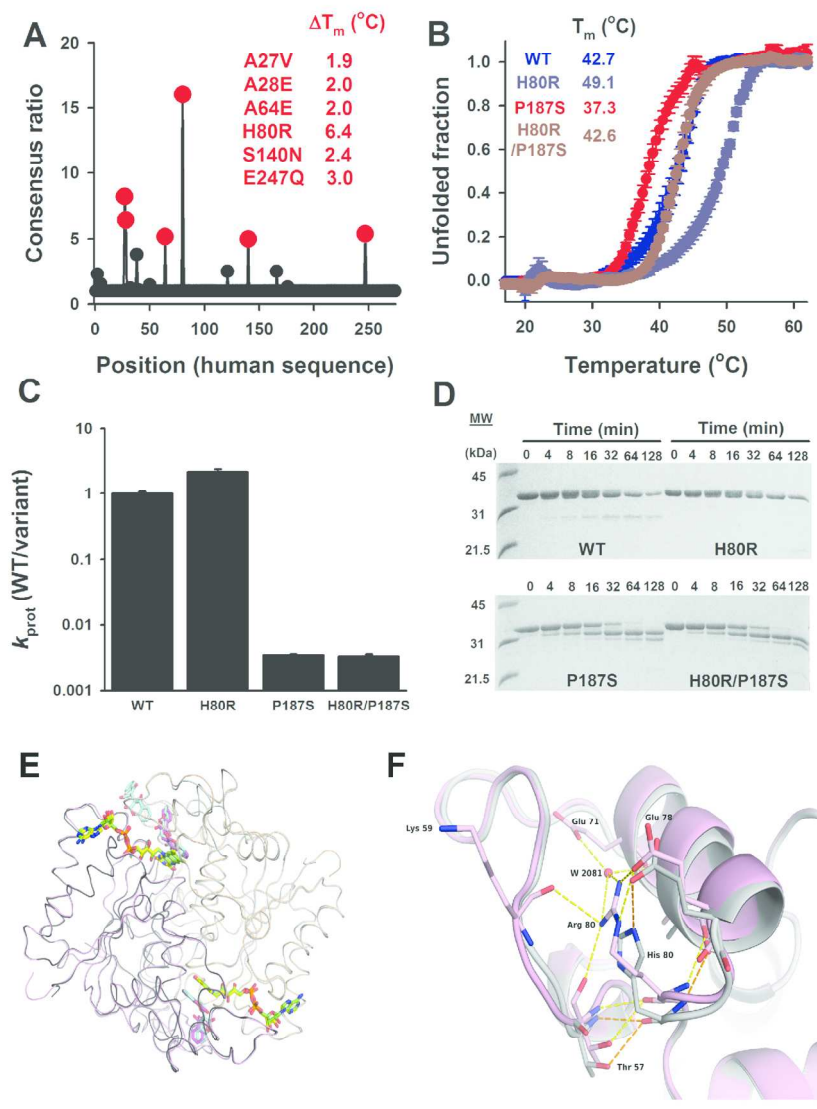 A
ΔTm (°C)
A27V 1.9
A28E 2.0
A64E 2.0
H80R 6.4
S140N 2.4
E247Q 3.0
Consensus ratio
20
15
10
5
0
0 50 100 150 200 250
Position (human sequence)
B
Tm (°C)
WT 42.7
H80R 49.1
P187S 37.3
H80R
/P187S 42.6
Unfolded fraction
1.0
0.8
0.6
0.4
0.2
0.0
20 30 40 50 60
Temperature (°C)
C
kprot (WT/variant)
10
1
0.1
0.01
0.001
WT H80R P187S H80R/P187S
D
MW
(kDa)
Time (min) Time (min)
0 4 8 16 32 64 128 0 4 8 16 32 64 128
45
31
21.5
WT H80R
0 4 8 16 32 64 128 0 4 8 16 32 64 128
45
31
21.5
P187S H80R/P187S
E
F
Lys 59
Glu 71
Glu 78
W 2081
Arg 80
His 80
Thr 57